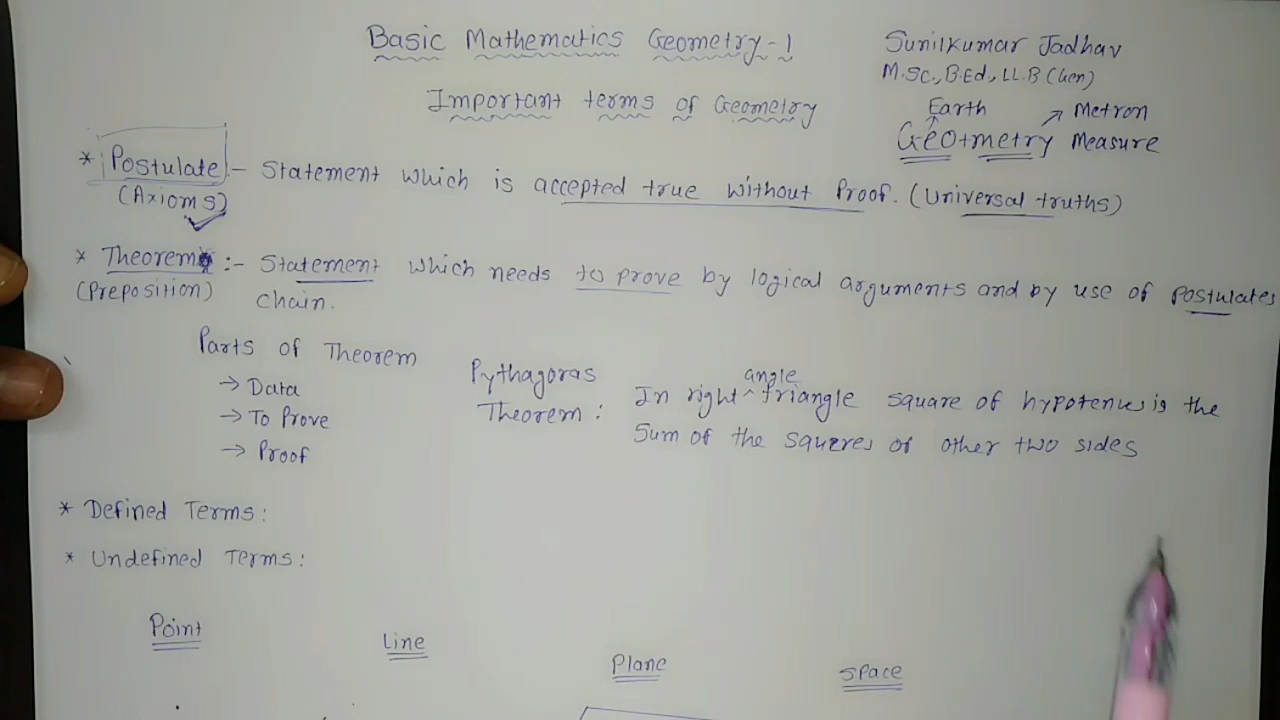 Basic Mathematics Geometry-1
Sunilkumar Jadhav
M.Sc., B.Ed, LL.B (Gen)
Important terms of Geometry
Earth Metron
Geo+metry Measure
* Postulate :- Statement which is accepted true without Proof. (Universal truths)
(Axioms)
* Theorem :- Statement which needs to prove by logical arguments and by use of postulates
(Preposition) chain.
Parts of Theorem
→ Data
→ To Prove
→ Proof
Pythagoras
Theorem : In right ^ angle triangle square of hypotenus is the
Sum of the squares of other two sides
* Defined Terms :
* Undefined Terms :
Point
Line
Plane
Space